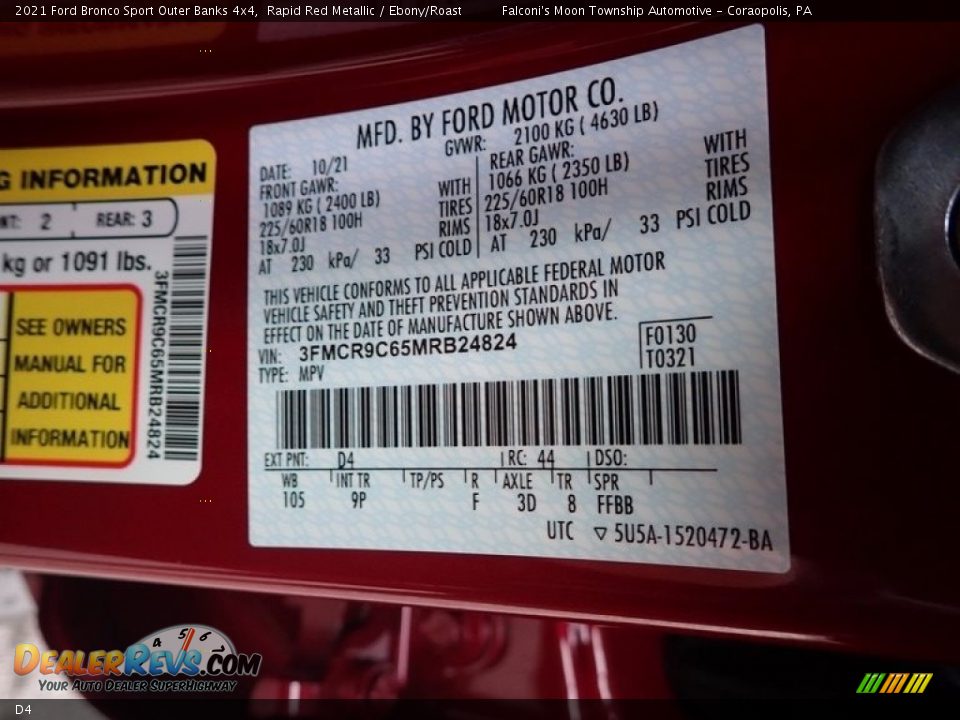 2021 Ford Bronco Sport Outer Banks 4x4, Rapid Red Metallic / Ebony/Roast Falconi's Moon Township Automotive - Coraopolis, PA
G INFORMATION
NT: 2 REAR: 3
kg or 1091 lbs.
SEE OWNERS
MANUAL FOR
ADDITIONAL
INFORMATION
3FMCR9C65MRB24824
MFD. BY FORD MOTOR CO.
DATE: 10/21 GVWR: 2100 KG ( 4630 LB)
FRONT GAWR:
1089 KG ( 2400 LB) WITH
225/60R18 100H TIRES
18x7.0J RIMS
AT 230 kPa/ 33 PSI COLD
REAR GAWR: WITH
1066 KG ( 2350 LB) TIRES
225/60R18 100H RIMS
18x7.0J
AT 230 kPa/ 33 PSI COLD
THIS VEHICLE CONFORMS TO ALL APPLICABLE FEDERAL MOTOR
VEHICLE SAFETY AND THEFT PREVENTION STANDARDS IN
EFFECT ON THE DATE OF MANUFACTURE SHOWN ABOVE.
VIN: 3FMCR9C65MRB24824
TYPE: MPV
F0130
T0321
EXT PNT: D4 RC: 44 DSO:
WB INT TR TP/PS R AXLE TR SPR
105 9P F 3D 8 FFBB
UTC ▽ 5U5A-1520472-BA
4 5 6
DEALERREVS.COM
YOUR AUTO DEALER SUPERHIGHWAY
D4